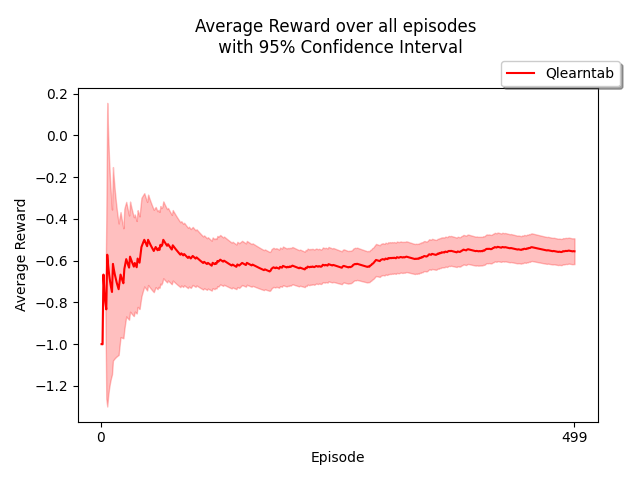 Average Reward over all episodes
with 95% Confidence Interval
Qlearntab
0.2
0.0
−0.2
−0.4
−0.6
−0.8
−1.0
−1.2
Average Reward
0
499
Episode